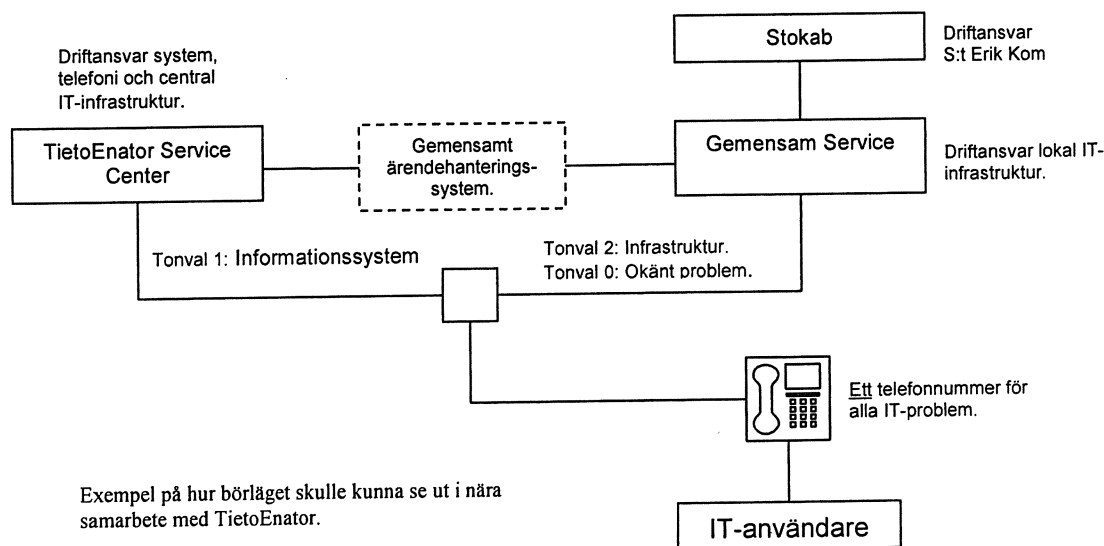 Stokab
Driftansvar
S:t Erik Kom
Driftansvar system,
telefoni och central
IT-infrastruktur.
TietoEnator Service
Center
Gemensamt
ärendehanterings-
system.
Gemensam Service
Driftansvar lokal IT-
infrastruktur.
Tonval 1: Informationssystem
Tonval 2: Infrastruktur.
Tonval 0: Okänt problem.
Ett telefonnummer för
alla IT-problem.
Exempel på hur börläget skulle kunna se ut i nära
samarbete med TietoEnator.
IT-användare